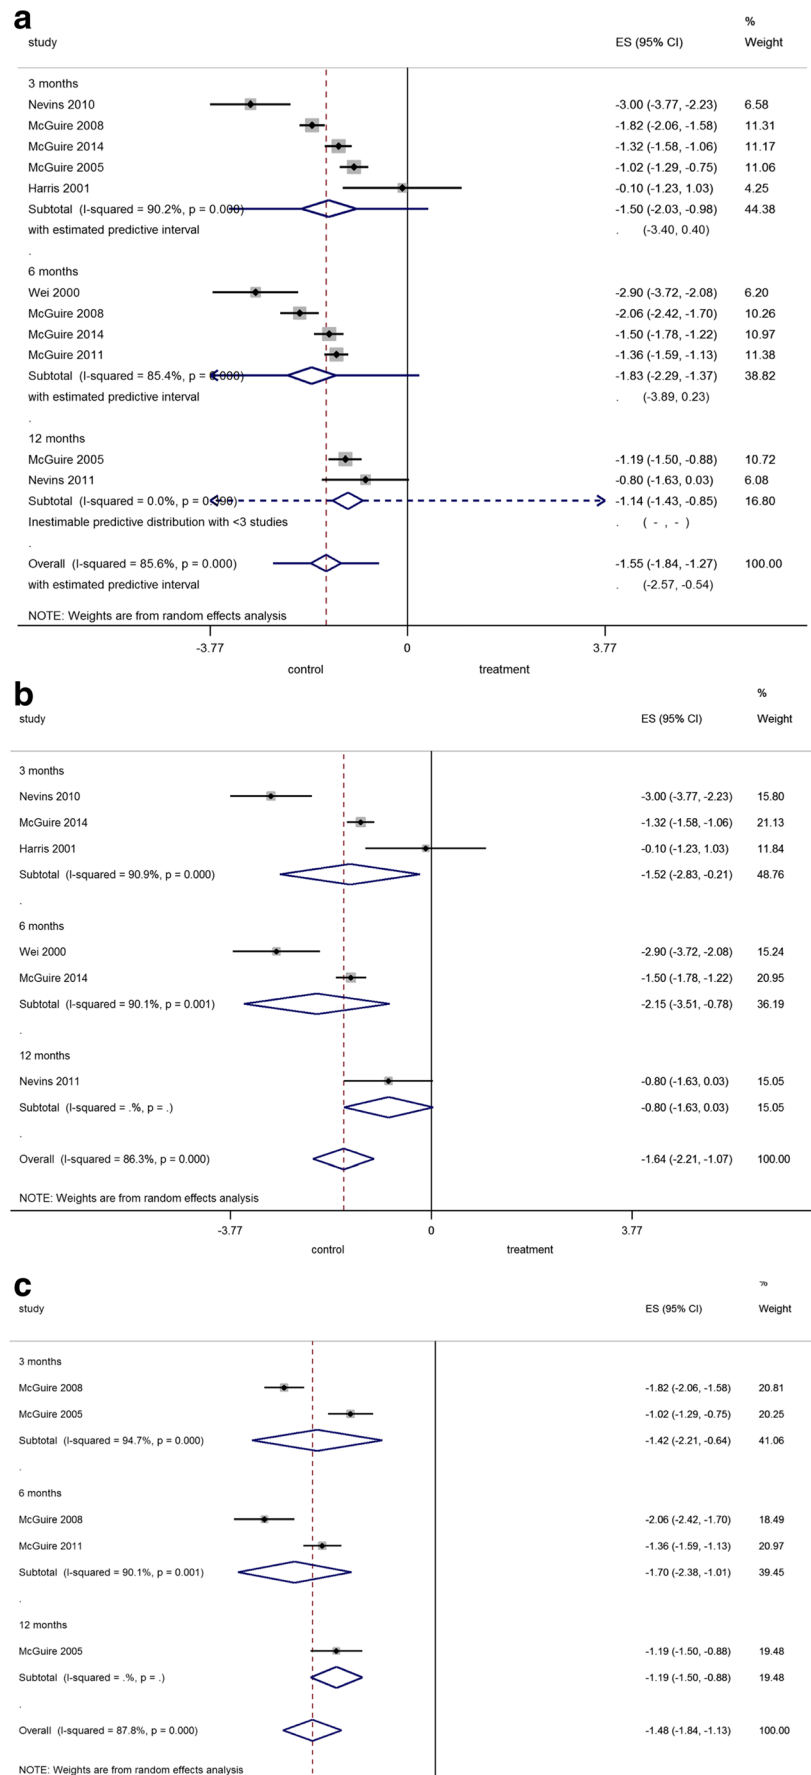 a
%
study ES (95% CI) Weight
3 months
Nevins 2010 -3.00 (-3.77, -2.23) 6.58
McGuire 2008 -1.82 (-2.06, -1.58) 11.31
McGuire 2014 -1.32 (-1.58, -1.06) 11.17
McGuire 2005 -1.02 (-1.29, -0.75) 11.06
Harris 2001 -0.10 (-1.23, 1.03) 4.25
Subtotal (I-squared = 90.2%, p = 0.000) -1.50 (-2.03, -0.98) 44.38
with estimated predictive interval . (-3.40, 0.40)
.
6 months
Wei 2000 -2.90 (-3.72, -2.08) 6.20
McGuire 2008 -2.06 (-2.42, -1.70) 10.26
McGuire 2014 -1.50 (-1.78, -1.22) 10.97
McGuire 2011 -1.36 (-1.59, -1.13) 11.38
Subtotal (I-squared = 85.4%, p = 0.000) -1.83 (-2.29, -1.37) 38.82
with estimated predictive interval . (-3.89, 0.23)
.
12 months
McGuire 2005 -1.19 (-1.50, -0.88) 10.72
Nevins 2011 -0.80 (-1.63, 0.03) 6.08
Subtotal (I-squared = 0.0%, p = 0.390) -1.14 (-1.43, -0.85) 16.80
Inestimable predictive distribution with <3 studies . ( - , - )
.
Overall (I-squared = 85.6%, p = 0.000) -1.55 (-1.84, -1.27) 100.00
with estimated predictive interval . (-2.57, -0.54)
NOTE: Weights are from random effects analysis
-3.77 0 3.77
control treatment
b
%
study ES (95% CI) Weight
3 months
Nevins 2010 -3.00 (-3.77, -2.23) 15.80
McGuire 2014 -1.32 (-1.58, -1.06) 21.13
Harris 2001 -0.10 (-1.23, 1.03) 11.84
Subtotal (I-squared = 90.9%, p = 0.000) -1.52 (-2.83, -0.21) 48.76
.
6 months
Wei 2000 -2.90 (-3.72, -2.08) 15.24
McGuire 2014 -1.50 (-1.78, -1.22) 20.95
Subtotal (I-squared = 90.1%, p = 0.001) -2.15 (-3.51, -0.78) 36.19
.
12 months
Nevins 2011 -0.80 (-1.63, 0.03) 15.05
Subtotal (I-squared = .%, p = .) -0.80 (-1.63, 0.03) 15.05
.
Overall (I-squared = 86.3%, p = 0.000) -1.64 (-2.21, -1.07) 100.00
NOTE: Weights are from random effects analysis
-3.77 0 3.77
control treatment
c
%
study ES (95% CI) Weight
3 months
McGuire 2008 -1.82 (-2.06, -1.58) 20.81
McGuire 2005 -1.02 (-1.29, -0.75) 20.25
Subtotal (I-squared = 94.7%, p = 0.000) -1.42 (-2.21, -0.64) 41.06
.
6 months
McGuire 2008 -2.06 (-2.42, -1.70) 18.49
McGuire 2011 -1.36 (-1.59, -1.13) 20.97
Subtotal (I-squared = 90.1%, p = 0.001) -1.70 (-2.38, -1.01) 39.45
.
12 months
McGuire 2005 -1.19 (-1.50, -0.88) 19.48
Subtotal (I-squared = .%, p = .) -1.19 (-1.50, -0.88) 19.48
.
Overall (I-squared = 87.8%, p = 0.000) -1.48 (-1.84, -1.13) 100.00
NOTE: Weights are from random effects analysis